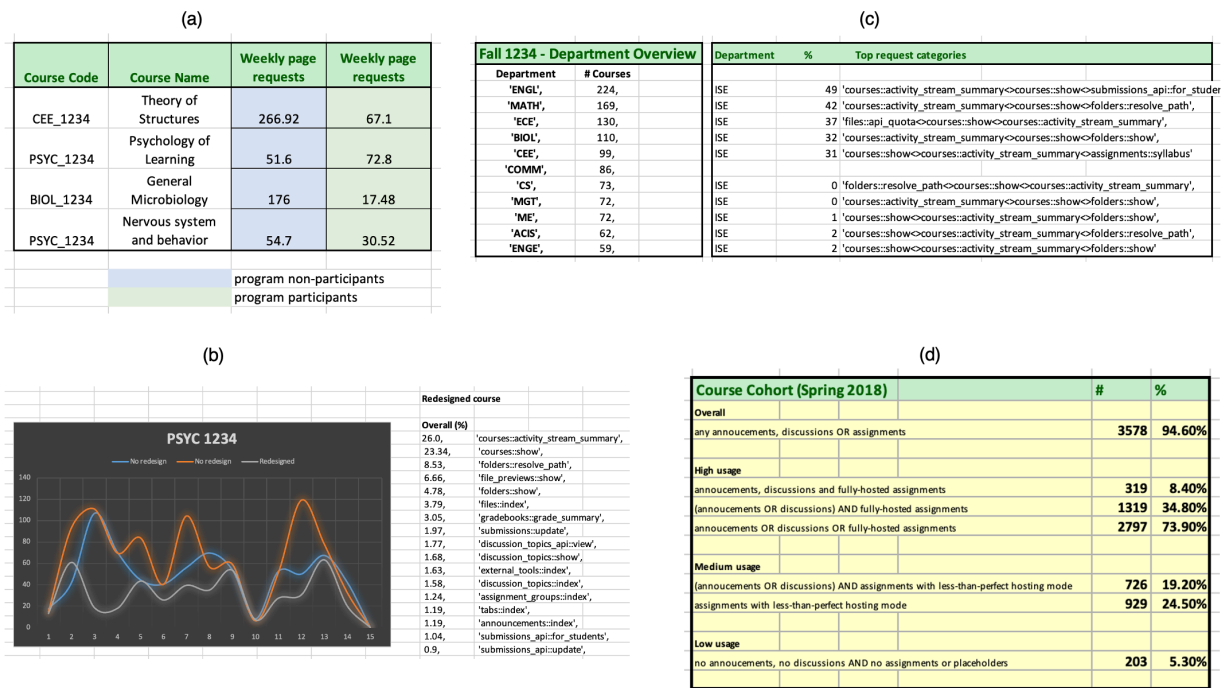 (a)
Course Code Course Name Weekly page requests Weekly page requests
CEE_1234 Theory of Structures 266.92 67.1
PSYC_1234 Psychology of Learning 51.6 72.8
BIOL_1234 General Microbiology 176 17.48
PSYC_1234 Nervous system and behavior 54.7 30.52
program non-participants
program participants
(c)
Fall 1234 - Department Overview
Department # Courses
'ENGL', 224,
'MATH', 169,
'ECE', 130,
'BIOL', 110,
'CEE', 99,
'COMM', 86,
'CS', 73,
'MGT', 72,
'ME', 72,
'ACIS', 62,
'ENGE', 59,
Department % Top request categories
ISE 49 'courses::activity_stream_summary<>courses::show<>submissions_api::for_studen
ISE 42 'courses::activity_stream_summary<>courses::show<>folders::resolve_path',
ISE 37 'files::api_quota<>courses::show<>courses::activity_stream_summary',
ISE 32 'courses::activity_stream_summary<>courses::show<>folders::show',
ISE 31 'courses::show<>courses::activity_stream_summary<>assignments::syllabus'
ISE 0 'folders::resolve_path<>courses::show<>courses::activity_stream_summary',
ISE 0 'courses::activity_stream_summary<>courses::show<>folders::show',
ISE 1 'courses::show<>courses::activity_stream_summary<>folders::show',
ISE 2 'courses::show<>courses::activity_stream_summary<>folders::resolve_path',
ISE 2 'courses::show<>courses::activity_stream_summary<>folders::show'
(b)
PSYC 1234
No redesign No redesign Redesigned
140
120
100
80
60
40
20
0
1 2 3 4 5 6 7 8 9 10 11 12 13 14 15
Redesigned course
Overall (%)
26.0, 'courses::activity_stream_summary',
23.34, 'courses::show',
8.53, 'folders::resolve_path',
6.66, 'file_previews::show',
4.78, 'folders::show',
3.79, 'files::index',
3.05, 'gradebooks::grade_summary',
1.97, 'submissions::update',
1.77, 'discussion_topics_api::view',
1.68, 'discussion_topics::show',
1.63, 'external_tools::index',
1.58, 'discussion_topics::index',
1.24, 'assignment_groups::index',
1.19, 'tabs::index',
1.19, 'announcements::index',
1.04, 'submissions_api::for_students',
0.9, 'submissions_api::update',
(d)
Course Cohort (Spring 2018) # %
Overall
any annoucements, discussions OR assignments 3578 94.60%
High usage
annoucements, discussions and fully-hosted assignments 319 8.40%
(annoucements OR discussions) AND fully-hosted assignments 1319 34.80%
annoucements OR discussions OR fully-hosted assignments 2797 73.90%
Medium usage
(annoucements OR discussions) AND assignments with less-than-perfect hosting mode 726 19.20%
assignments with less-than-perfect hosting mode 929 24.50%
Low usage
no annoucements, no discussions AND no assignments or placeholders 203 5.30%